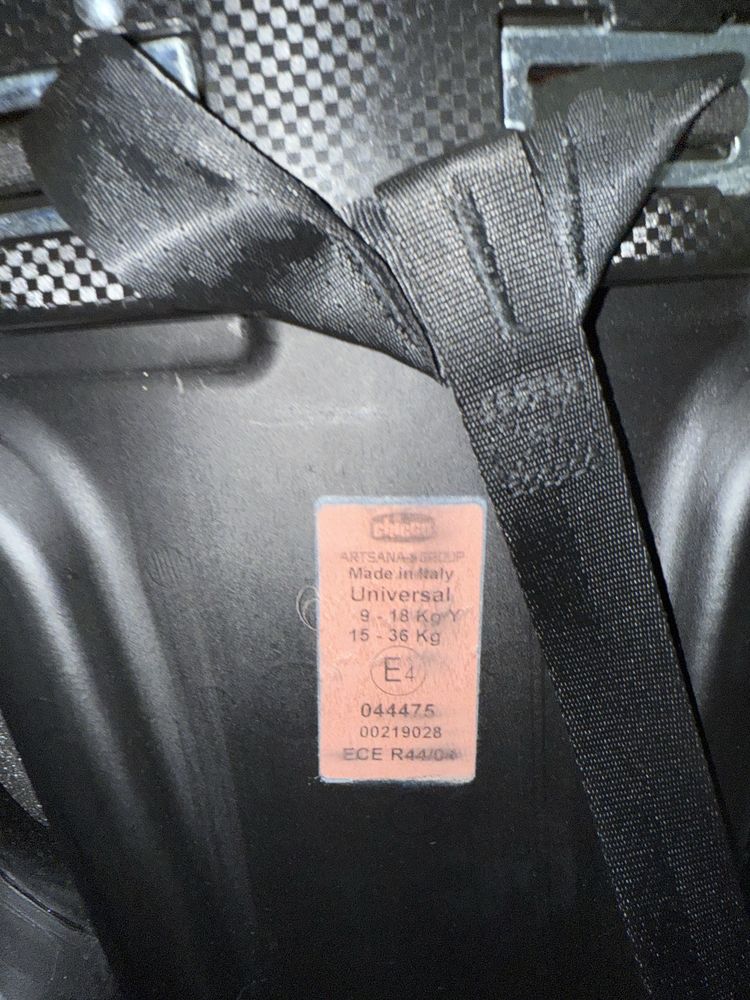 chicco
ARTSANA GROUP
Made in Italy
Universal
9 - 18 Kg Y
15 - 36 Kg
E4
044475
00219028
ECE R44/04